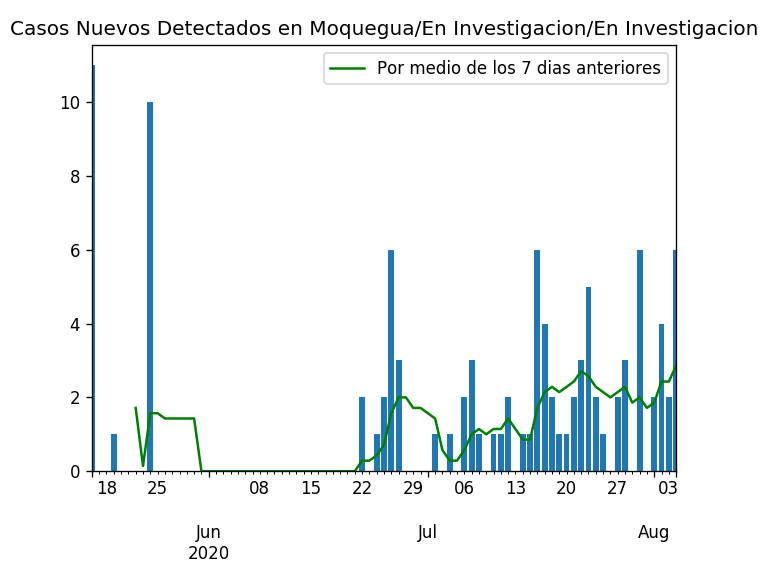 Casos Nuevos Detectados en Moquegua/En Investigacion/En Investigacion
Por medio de los 7 dias anteriores
10
8
6
4
2
0
18 25 08 15 22 29 06 13 20 27 03
Jun Jul Aug
2020